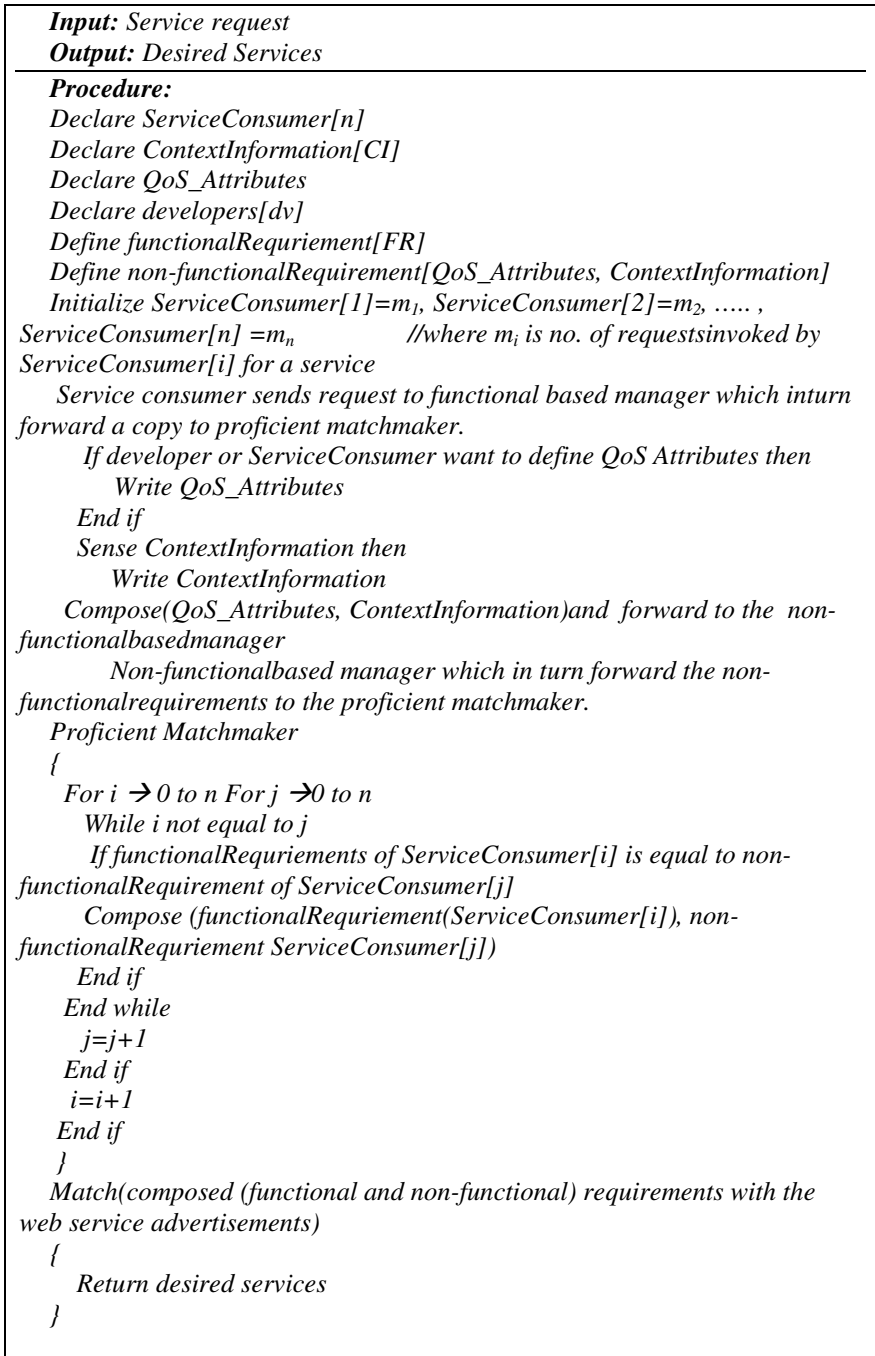 Input: Service request
Output: Desired Services
Procedure:
Declare ServiceConsumer[n]
Declare ContextInformation[CI]
Declare QoS_Attributes
Declare developers[dv]
Define functionalRequriement[FR]
Define non-functionalRequirement[QoS_Attributes, ContextInformation]
Initialize ServiceConsumer[1]=m1, ServiceConsumer[2]=m2, ….. ,
ServiceConsumer[n] =mn //where mi is no. of requestsinvoked by
ServiceConsumer[i] for a service
Service consumer sends request to functional based manager which inturn
forward a copy to proficient matchmaker.
If developer or ServiceConsumer want to define QoS Attributes then
Write QoS_Attributes
End if
Sense ContextInformation then
Write ContextInformation
Compose(QoS_Attributes, ContextInformation)and forward to the non-
functionalbasedmanager
Non-functionalbased manager which in turn forward the non-
functionalrequirements to the proficient matchmaker.
Proficient Matchmaker
{
For i → 0 to n For j →0 to n
While i not equal to j
If functionalRequriements of ServiceConsumer[i] is equal to non-
functionalRequirement of ServiceConsumer[j]
Compose (functionalRequriement(ServiceConsumer[i]), non-
functionalRequriement ServiceConsumer[j])
End if
End while
j=j+1
End if
i=i+1
End if
}
Match(composed (functional and non-functional) requirements with the
web service advertisements)
{
Return desired services
}